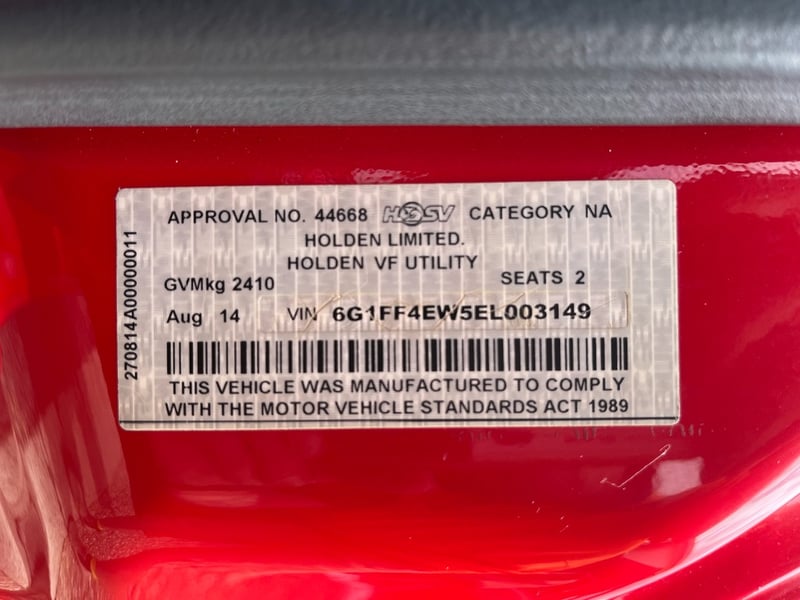 APPROVAL NO. 44668 HSV CATEGORY NA
HOLDEN LIMITED.
HOLDEN VF UTILITY
GVMkg 2410 SEATS 2
Aug 14 VIN 6G1FF4EW5EL003149
THIS VEHICLE WAS MANUFACTURED TO COMPLY
WITH THE MOTOR VEHICLE STANDARDS ACT 1989
270814A00000011